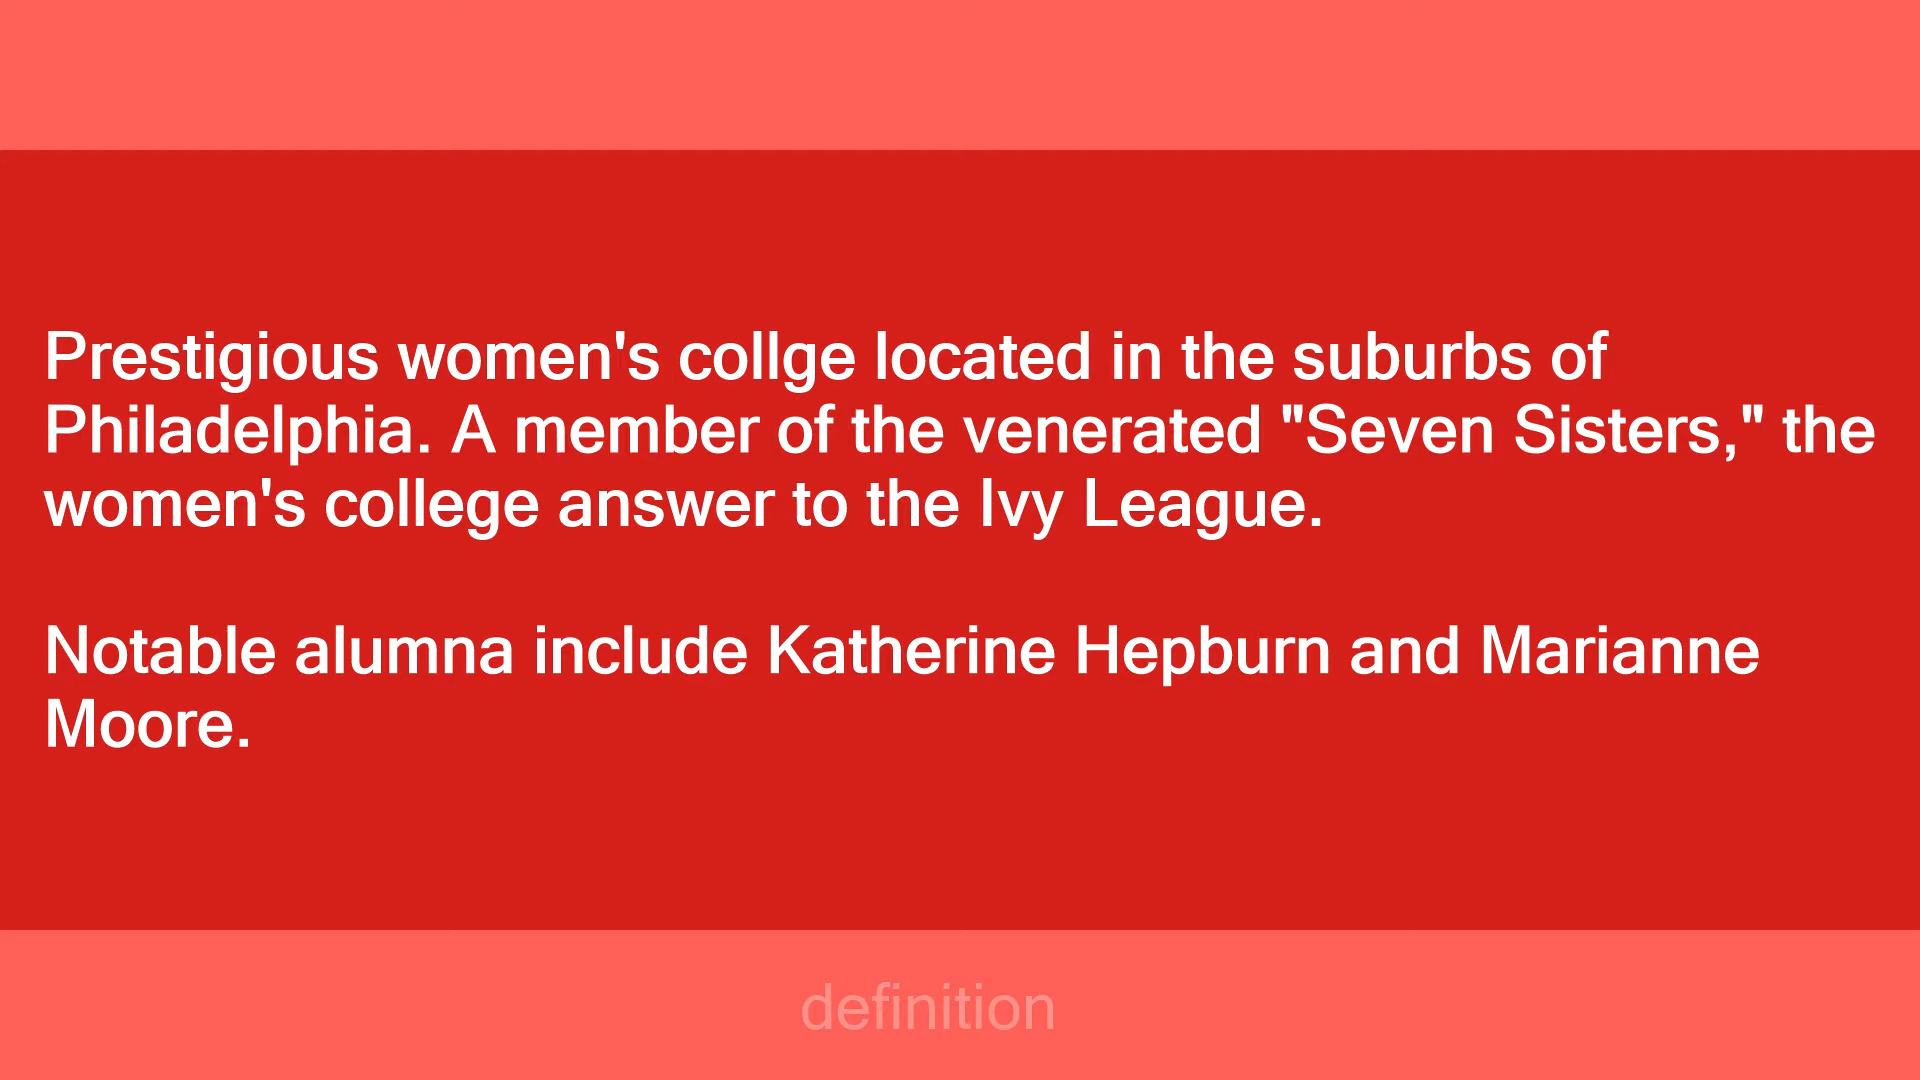 Prestigious women's collge located in the suburbs of
Philadelphia. A member of the venerated "Seven Sisters," the
women's college answer to the Ivy League.
Notable alumna include Katherine Hepburn and Marianne
Moore.
definition